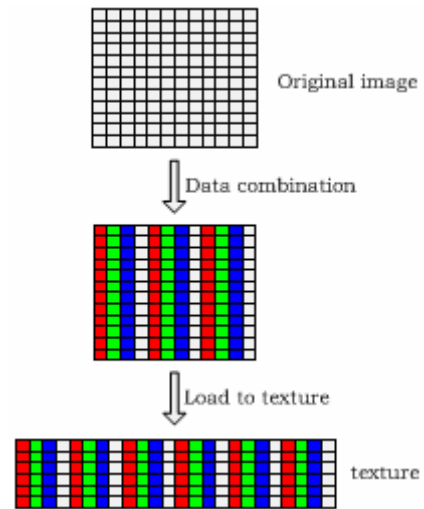 Original image
Data combination
Load to texture
texture